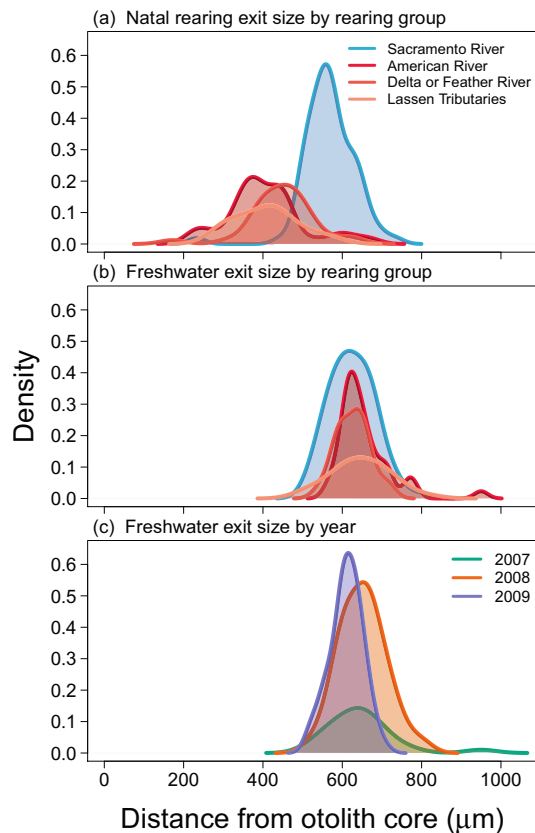 (a) Natal rearing exit size by rearing group
Sacramento River
American River
Delta or Feather River
Lassen Tributaries
0.6
0.5
0.4
0.3
0.2
0.1
0.0
(b) Freshwater exit size by rearing group
0.6
0.5
0.4
0.3
0.2
0.1
0.0
Density
(c) Freshwater exit size by year
2007
2008
2009
0.6
0.5
0.4
0.3
0.2
0.1
0.0
0 200 400 600 800 1000
Distance from otolith core (μm)